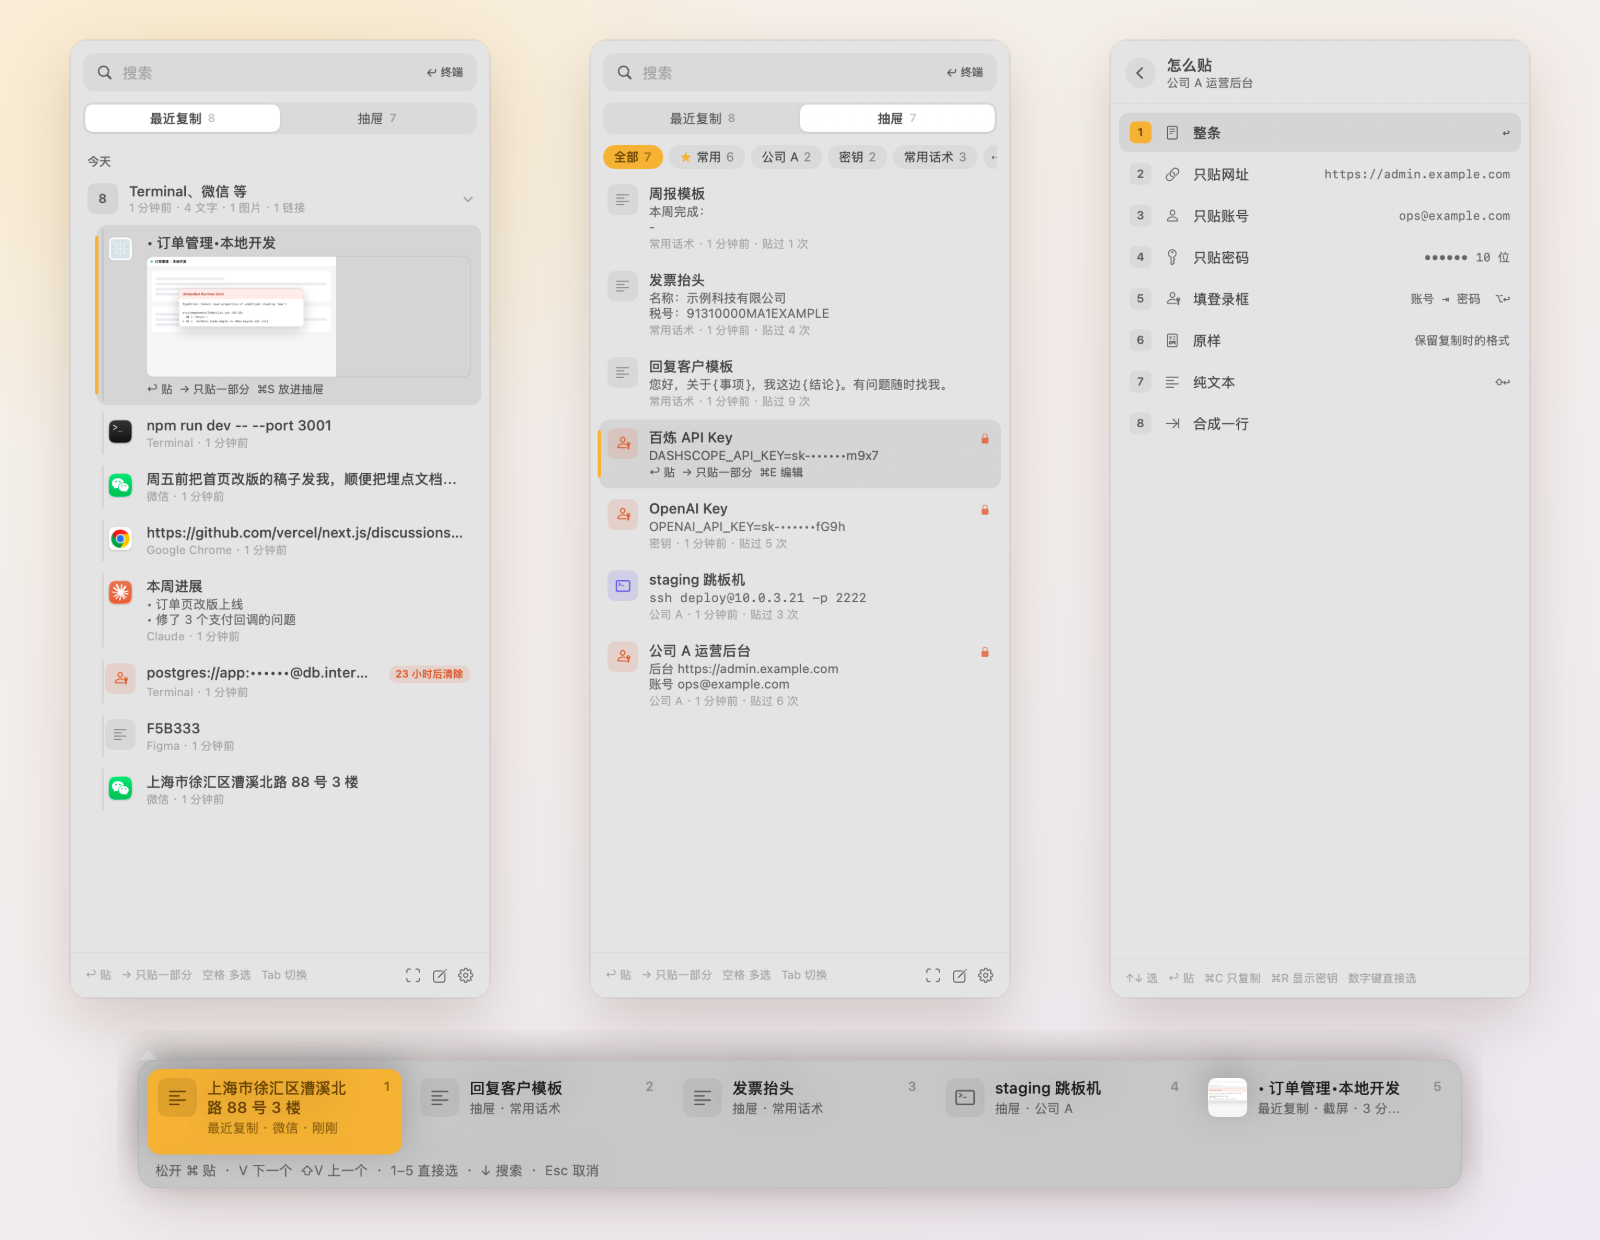 搜索
↩ 终端
最近复制 8
抽屉 7
今天
8
Terminal、微信 等
1 分钟前 · 4 文字 · 1 图片 · 1 链接
• 订单管理•本地开发
↩ 贴 → 只贴一部分 ⌘S 放进抽屉
npm run dev -- --port 3001
Terminal · 1 分钟前
周五前把首页改版的稿子发我，顺便把埋点文档...
微信 · 1 分钟前
https://github.com/vercel/next.js/discussions...
Google Chrome · 1 分钟前
本周进展
• 订单页改版上线
• 修了 3 个支付回调的问题
Claude · 1 分钟前
postgres://app:••••••@db.inter...
23 小时后清除
Terminal · 1 分钟前
F5B333
Figma · 1 分钟前
上海市徐汇区漕溪北路 88 号 3 楼
微信 · 1 分钟前
↩ 贴 → 只贴一部分 空格 多选 Tab 切换
搜索
↩ 终端
最近复制 8
抽屉 7
全部 7
★ 常用 6
公司 A 2
密钥 2
常用话术 3
周报模板
本周完成：
-
常用话术 · 1 分钟前 · 贴过 1 次
发票抬头
名称：示例科技有限公司
税号：91310000MA1EXAMPLE
常用话术 · 1 分钟前 · 贴过 4 次
回复客户模板
您好，关于{事项}，我这边{结论}。有问题随时找我。
常用话术 · 1 分钟前 · 贴过 9 次
百炼 API Key
DASHSCOPE_API_KEY=sk-••••••m9x7
↩ 贴 → 只贴一部分 ⌘E 编辑
OpenAI Key
OPENAI_API_KEY=sk-••••••fG9h
密钥 · 1 分钟前 · 贴过 5 次
staging 跳板机
ssh deploy@10.0.3.21 -p 2222
公司 A · 1 分钟前 · 贴过 3 次
公司 A 运营后台
后台 https://admin.example.com
账号 ops@example.com
公司 A · 1 分钟前 · 贴过 6 次
↩ 贴 → 只贴一部分 空格 多选 Tab 切换
怎么贴
公司 A 运营后台
1 整条 ↩
2 只贴网址 https://admin.example.com
3 只贴账号 ops@example.com
4 只贴密码 •••••• 10 位
5 填登录框 账号 ⇥ 密码 ⌥↩
6 原样 保留复制时的格式
7 纯文本 ⇧↩
8 合成一行
↑↓ 选 ↩ 贴 ⌘C 只复制 ⌘R 显示密钥 数字键直接选
上海市徐汇区漕溪北
路 88 号 3 楼
1
最近复制 · 微信 · 刚刚
回复客户模板
2
抽屉 · 常用话术
发票抬头
3
抽屉 · 常用话术
staging 跳板机
4
抽屉 · 公司 A
• 订单管理•本地开发
5
最近复制 · 截屏 · 3 分...
松开 ⌘ 贴 · V 下一个 ⇧V 上一个 · 1–5 直接选 · ↓ 搜索 · Esc 取消